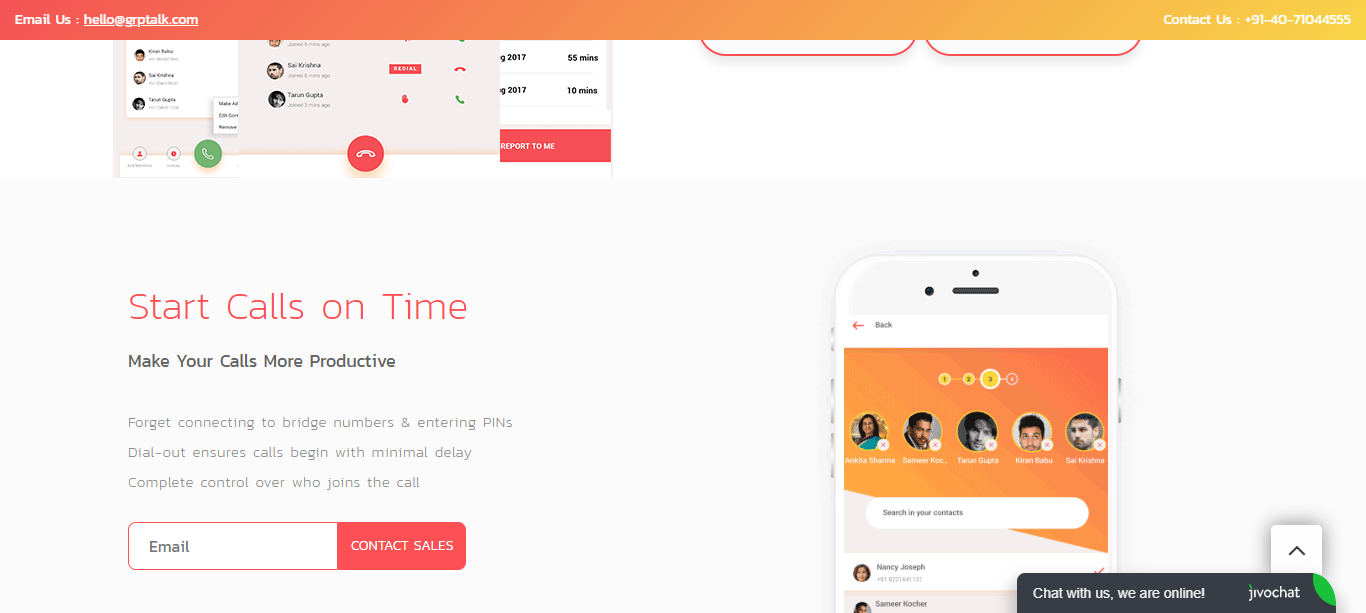 Email Us : hello@grptalk.com
Contact Us : +91-40-71044555
Kiran Babu
Joined 5 mins ago
Sai Krishna
Sai Krishna
Joined 8 mins ago
REDIAL
Tarun Gupta
Tarun Gupta
Joined 3 mins ago
Make Ad
Edit Con
Remove
g 2017
55 mins
g 2017
10 mins
REPORT TO ME
Start Calls on Time
Make Your Calls More Productive
Forget connecting to bridge numbers & entering PINs
Dial-out ensures calls begin with minimal delay
Complete control over who joins the call
Email
CONTACT SALES
Back
1
2
3
4
Ankita Sharma
Sameer Koc..
Tarun Gupta
Kiran Babu
Sai Krishna
Search in your contacts
Nancy Joseph
+91 8221641131
Sameer Kocher
Chat with us, we are online!
jivochat